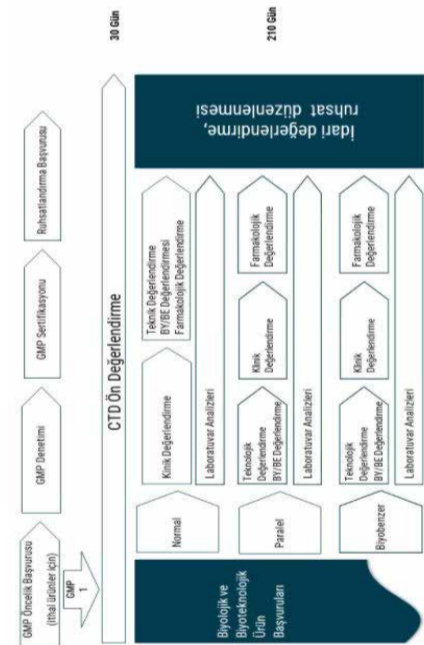 GMP Öncelik Başvurusu
(ithal ürünler için)
GMP Denetimi
GMP Sertifikasyonu
Ruhsatlandırma Başvurusu
GMP
1
CTD Ön Değerlendirme
30 Gün
Biyolojik ve
Biyoteknolojik
Ürün
Başvuruları
Normal
Kinik Değerlendirme
Teknik Değerlendirme
BY/BE Değerlendirmesi
Farmakolojik Değerlendirme
Laboratuvar Analizleri
Paralel
Teknolojik
Değerlendirme
BY/BE Değerlendirme
Klinik
Değerlendirme
Farmakolojik
Değerlendirme
Laboratuvar Analizleri
Biyobenzer
Teknolojik
Değerlendirme
BY/BE Değerlendirme
Klinik
Değerlendirme
Farmakolojik
Değerlendirme
Laboratuvar Analizleri
İdari değerlendirme,
ruhsat düzenlenmesi
210 Gün